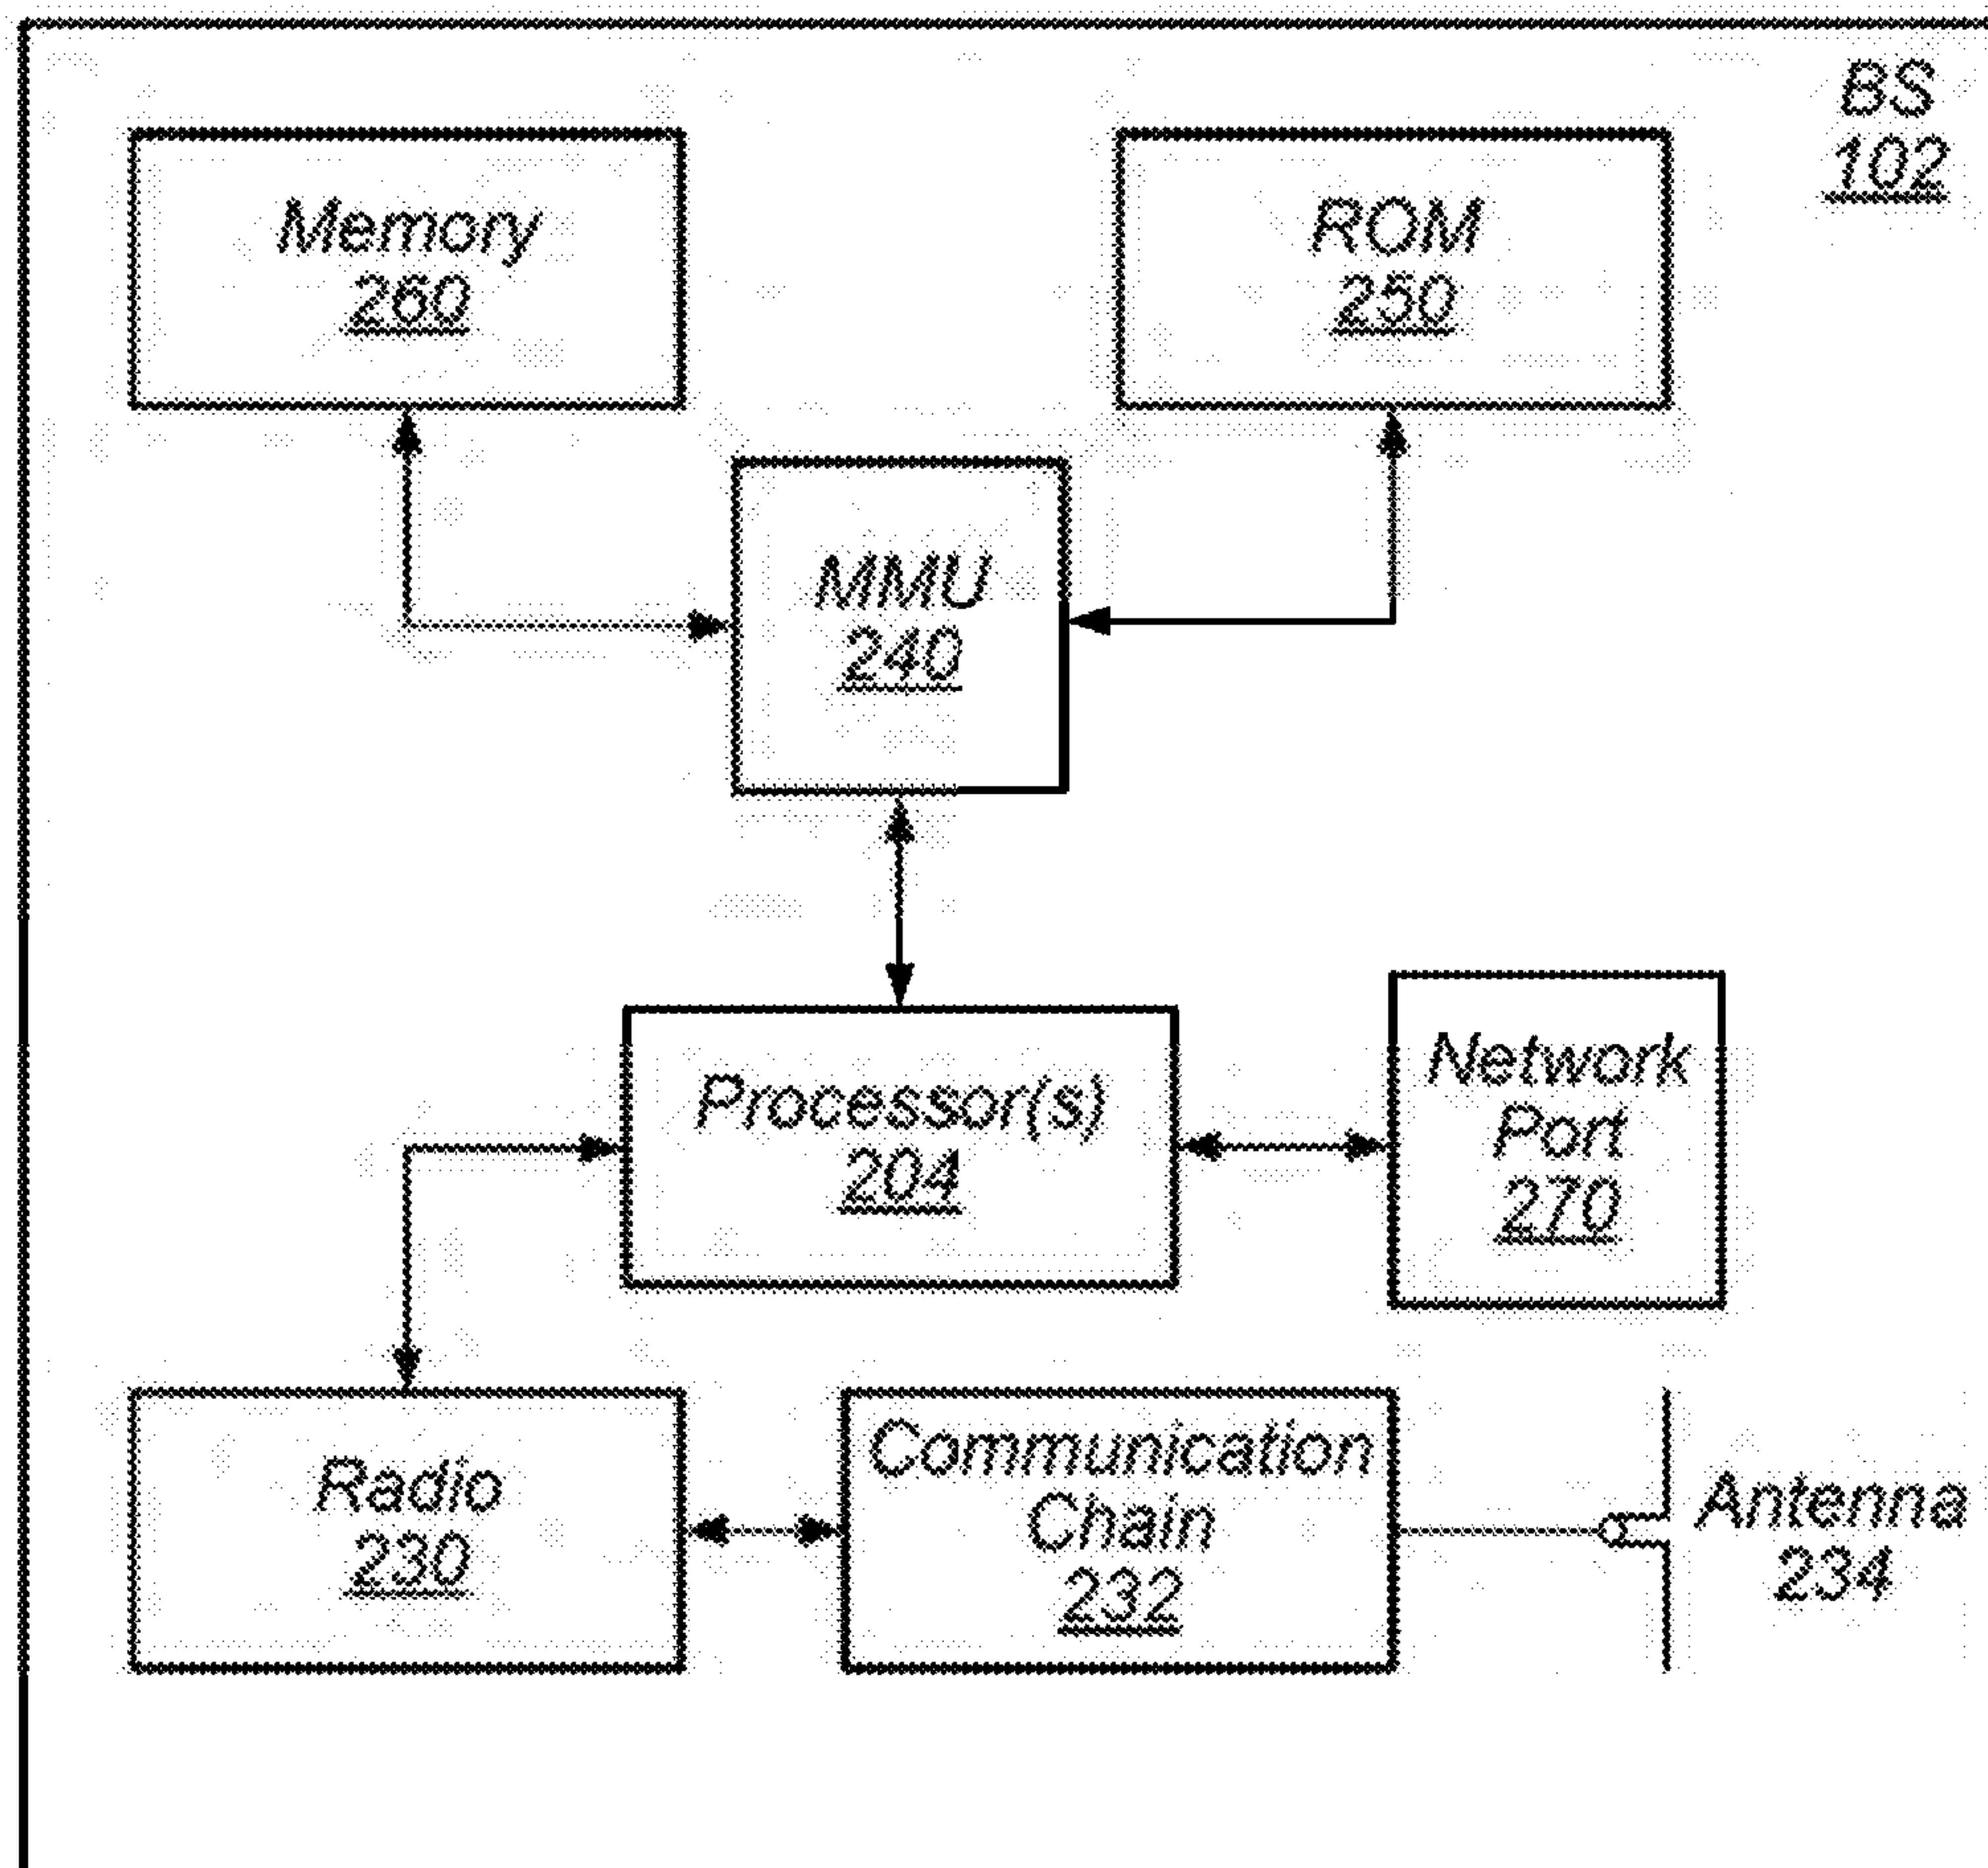 BS
102
Memory
260
ROM
250
MMU
240
Processor(s)
204
Network
Port
270
Radio
230
Communication
Chain
232
Antenna
234